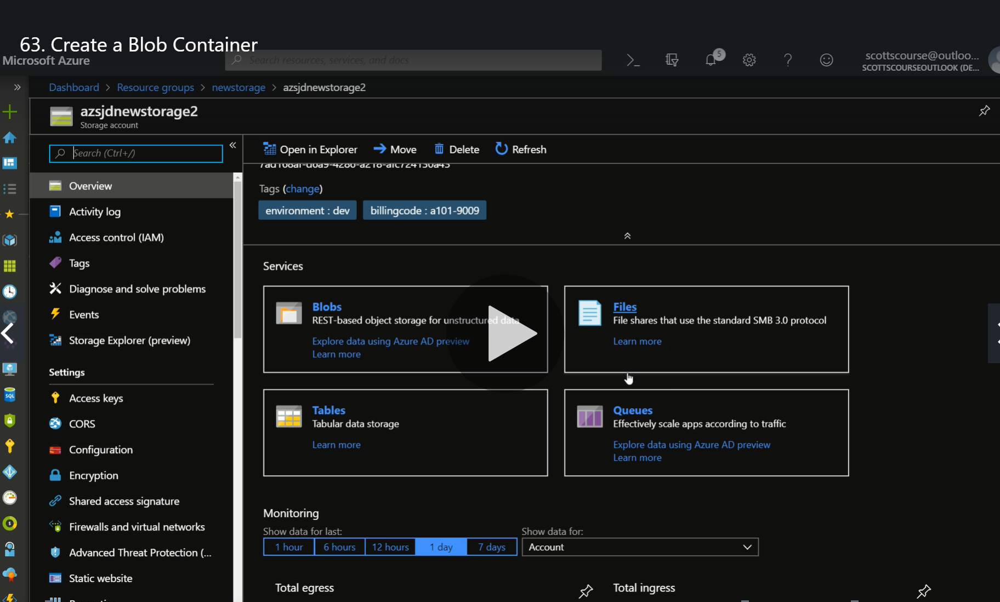 63. Create a Blob Container
Microsoft Azure
Search resources, services, and docs
5
scottscourse@outloo...
SCOTTSCOURSEOUTLOOK (DE...
Dashboard > Resource groups > newstorage > azsjdnewstorage2
azsjdnewstorage2
Storage account
Search (Ctrl+/)
Overview
Activity log
Access control (IAM)
Tags
Diagnose and solve problems
Events
Storage Explorer (preview)
Settings
Access keys
CORS
Configuration
Encryption
Shared access signature
Firewalls and virtual networks
Advanced Threat Protection (...
Static website
Open in Explorer Move Delete Refresh
Tags (change)
environment : dev billingcode : a101-9009
Services
Blobs
REST-based object storage for unstructured data
Explore data using Azure AD preview
Learn more
Files
File shares that use the standard SMB 3.0 protocol
Learn more
Tables
Tabular data storage
Learn more
Queues
Effectively scale apps according to traffic
Explore data using Azure AD preview
Learn more
Monitoring
Show data for last:
1 hour 6 hours 12 hours 1 day 7 days
Show data for:
Account
Total egress
Total ingress
SQL